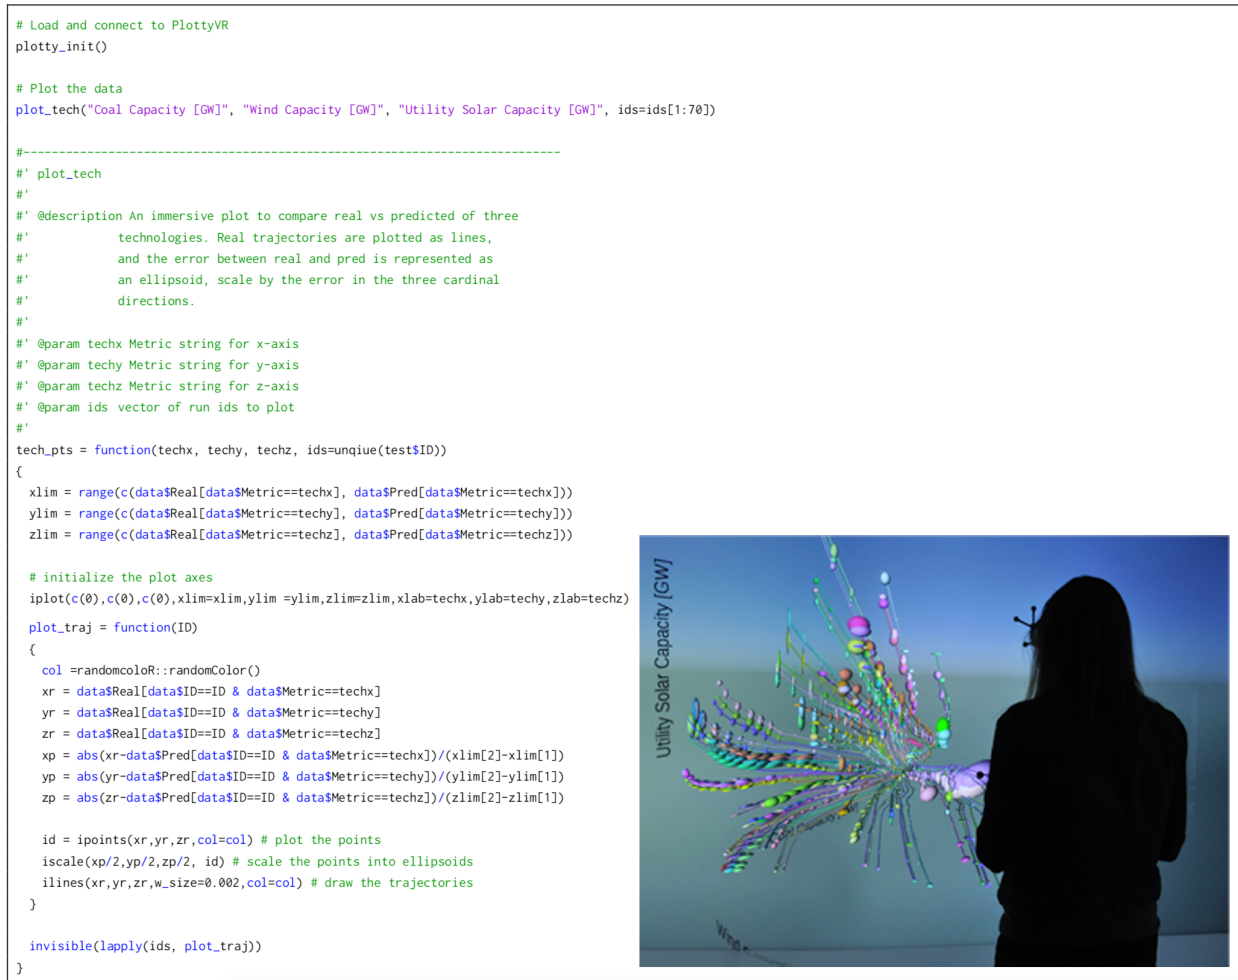 # Load and connect to PlottyVR
plotty_init()
# Plot the data
plot_tech("Coal Capacity [GW]", "Wind Capacity [GW]", "Utility Solar Capacity [GW]", ids=ids[1:70])
#----------------------------------------------------------------------------
#' plot_tech
#'
#' @description An immersive plot to compare real vs predicted of three
#'             technologies. Real trajectories are plotted as lines,
#'             and the error between real and pred is represented as
#'             an ellipsoid, scale by the error in the three cardinal
#'             directions.
#'
#' @param techx Metric string for x-axis
#' @param techy Metric string for y-axis
#' @param techz Metric string for z-axis
#' @param ids vector of run ids to plot
#'
tech_pts = function(techx, techy, techz, ids=unqiue(test$ID))
{
  xlim = range(c(data$Real[data$Metric==techx], data$Pred[data$Metric==techx]))
  ylim = range(c(data$Real[data$Metric==techy], data$Pred[data$Metric==techy]))
  zlim = range(c(data$Real[data$Metric==techz], data$Pred[data$Metric==techz]))
  # initialize the plot axes
  iplot(c(0),c(0),c(0),xlim=xlim,ylim =ylim,zlim=zlim,xlab=techx,ylab=techy,zlab=techz)
  plot_traj = function(ID)
  {
    col =randomcoloR::randomColor()
    xr = data$Real[data$ID==ID & data$Metric==techx]
    yr = data$Real[data$ID==ID & data$Metric==techy]
    zr = data$Real[data$ID==ID & data$Metric==techz]
    xp = abs(xr-data$Pred[data$ID==ID & data$Metric==techx])/(xlim[2]-xlim[1])
    yp = abs(yr-data$Pred[data$ID==ID & data$Metric==techy])/(ylim[2]-ylim[1])
    zp = abs(zr-data$Pred[data$ID==ID & data$Metric==techz])/(zlim[2]-zlim[1])
    id = ipoints(xr,yr,zr,col=col) # plot the points
    iscale(xp/2,yp/2,zp/2, id) # scale the points into ellipsoids
    ilines(xr,yr,zr,w_size=0.002,col=col) # draw the trajectories
  }
  invisible(lapply(ids, plot_traj))
}
Utility Solar Capacity [GW]
Capacity
Wind